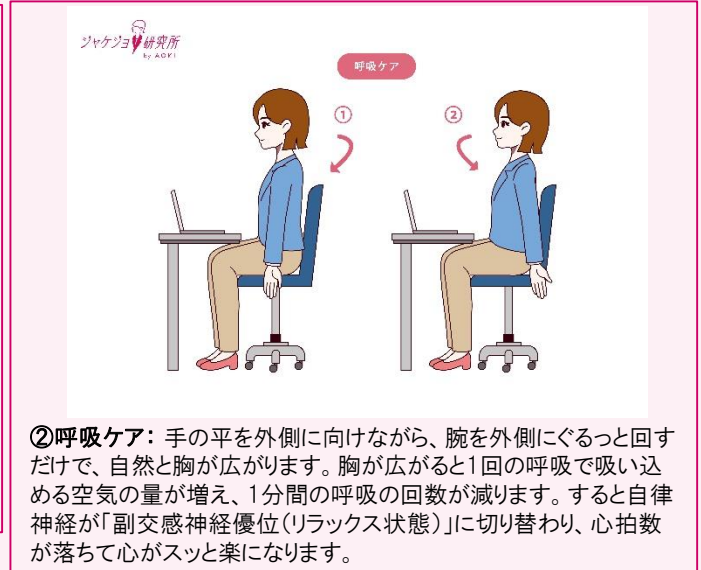 ジャケジョ研究所
by AOKI
呼吸ケア
①
②
②呼吸ケア： 手の平を外側に向けながら、腕を外側にぐるっと回す
だけで、自然と胸が広がります。胸が広がると1回の呼吸で吸い込
める空気の量が増え、1分間の呼吸の回数が減ります。すると自律
神経が「副交感神経優位（リラックス状態）」に切り替わり、心拍数
が落ちて心がスッと楽になります。